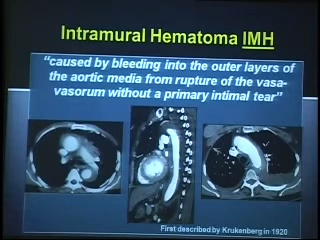 Intramural Hematoma IMH
"caused by bleeding into the outer layers of
the aortic media from rupture of the vasa-
vasorum without a primary intimal tear"
First described by Krukenberg in 1920